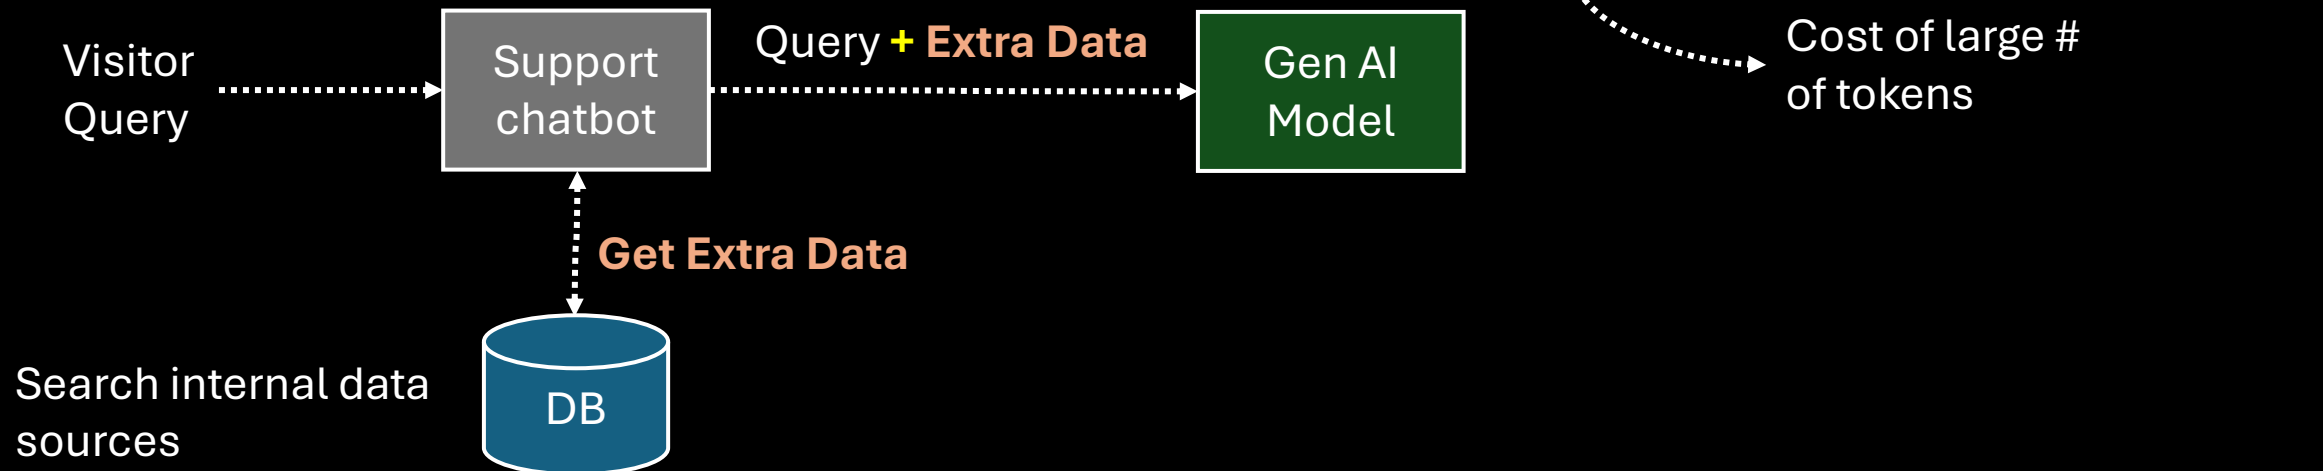 Visitor
Query
Support
chatbot
Query + Extra Data
Gen AI
Model
Cost of large #
of tokens
Get Extra Data
Search internal data
sources
DB